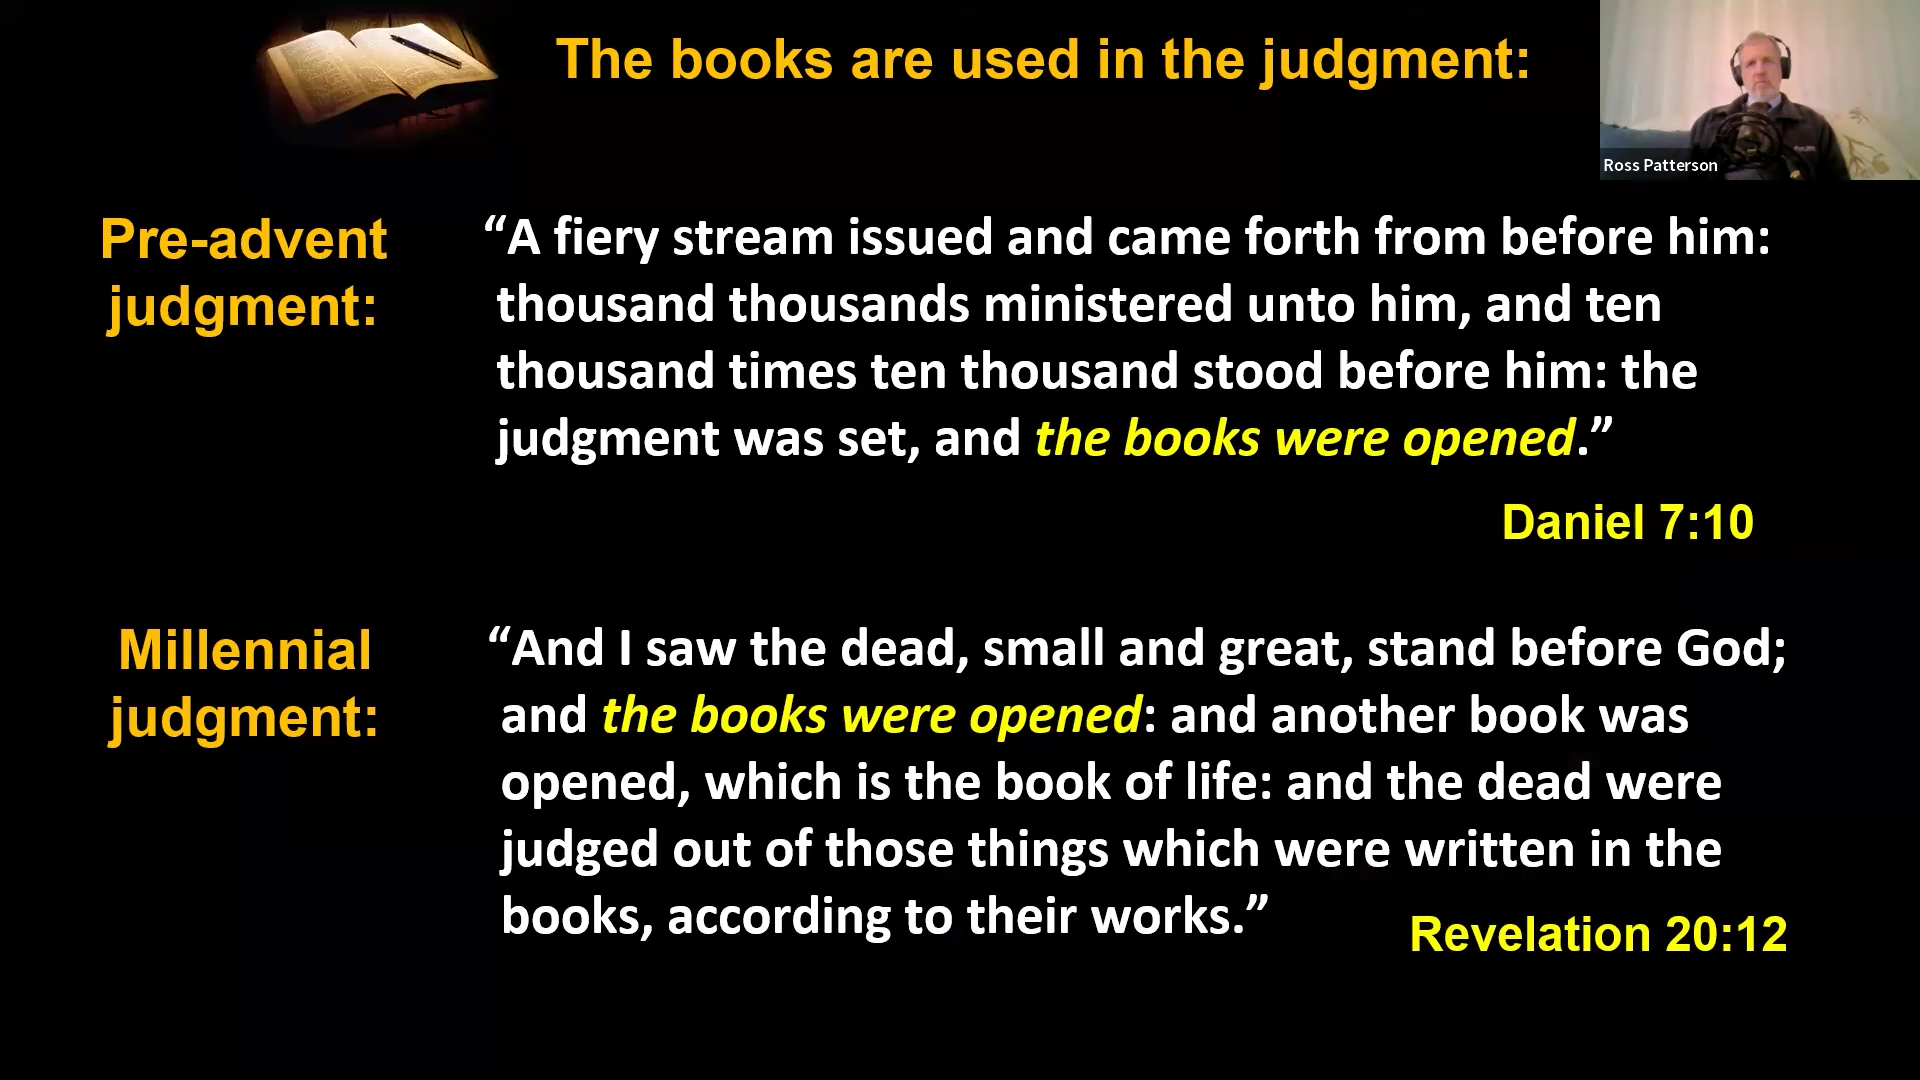 The books are used in the judgment:
Ross Patterson
Pre-advent
judgment:
“A fiery stream issued and came forth from before him:
thousand thousands ministered unto him, and ten
thousand times ten thousand stood before him: the
judgment was set, and the books were opened.”
Daniel 7:10
Millennial
judgment:
“And I saw the dead, small and great, stand before God;
and the books were opened: and another book was
opened, which is the book of life: and the dead were
judged out of those things which were written in the
books, according to their works.”
Revelation 20:12